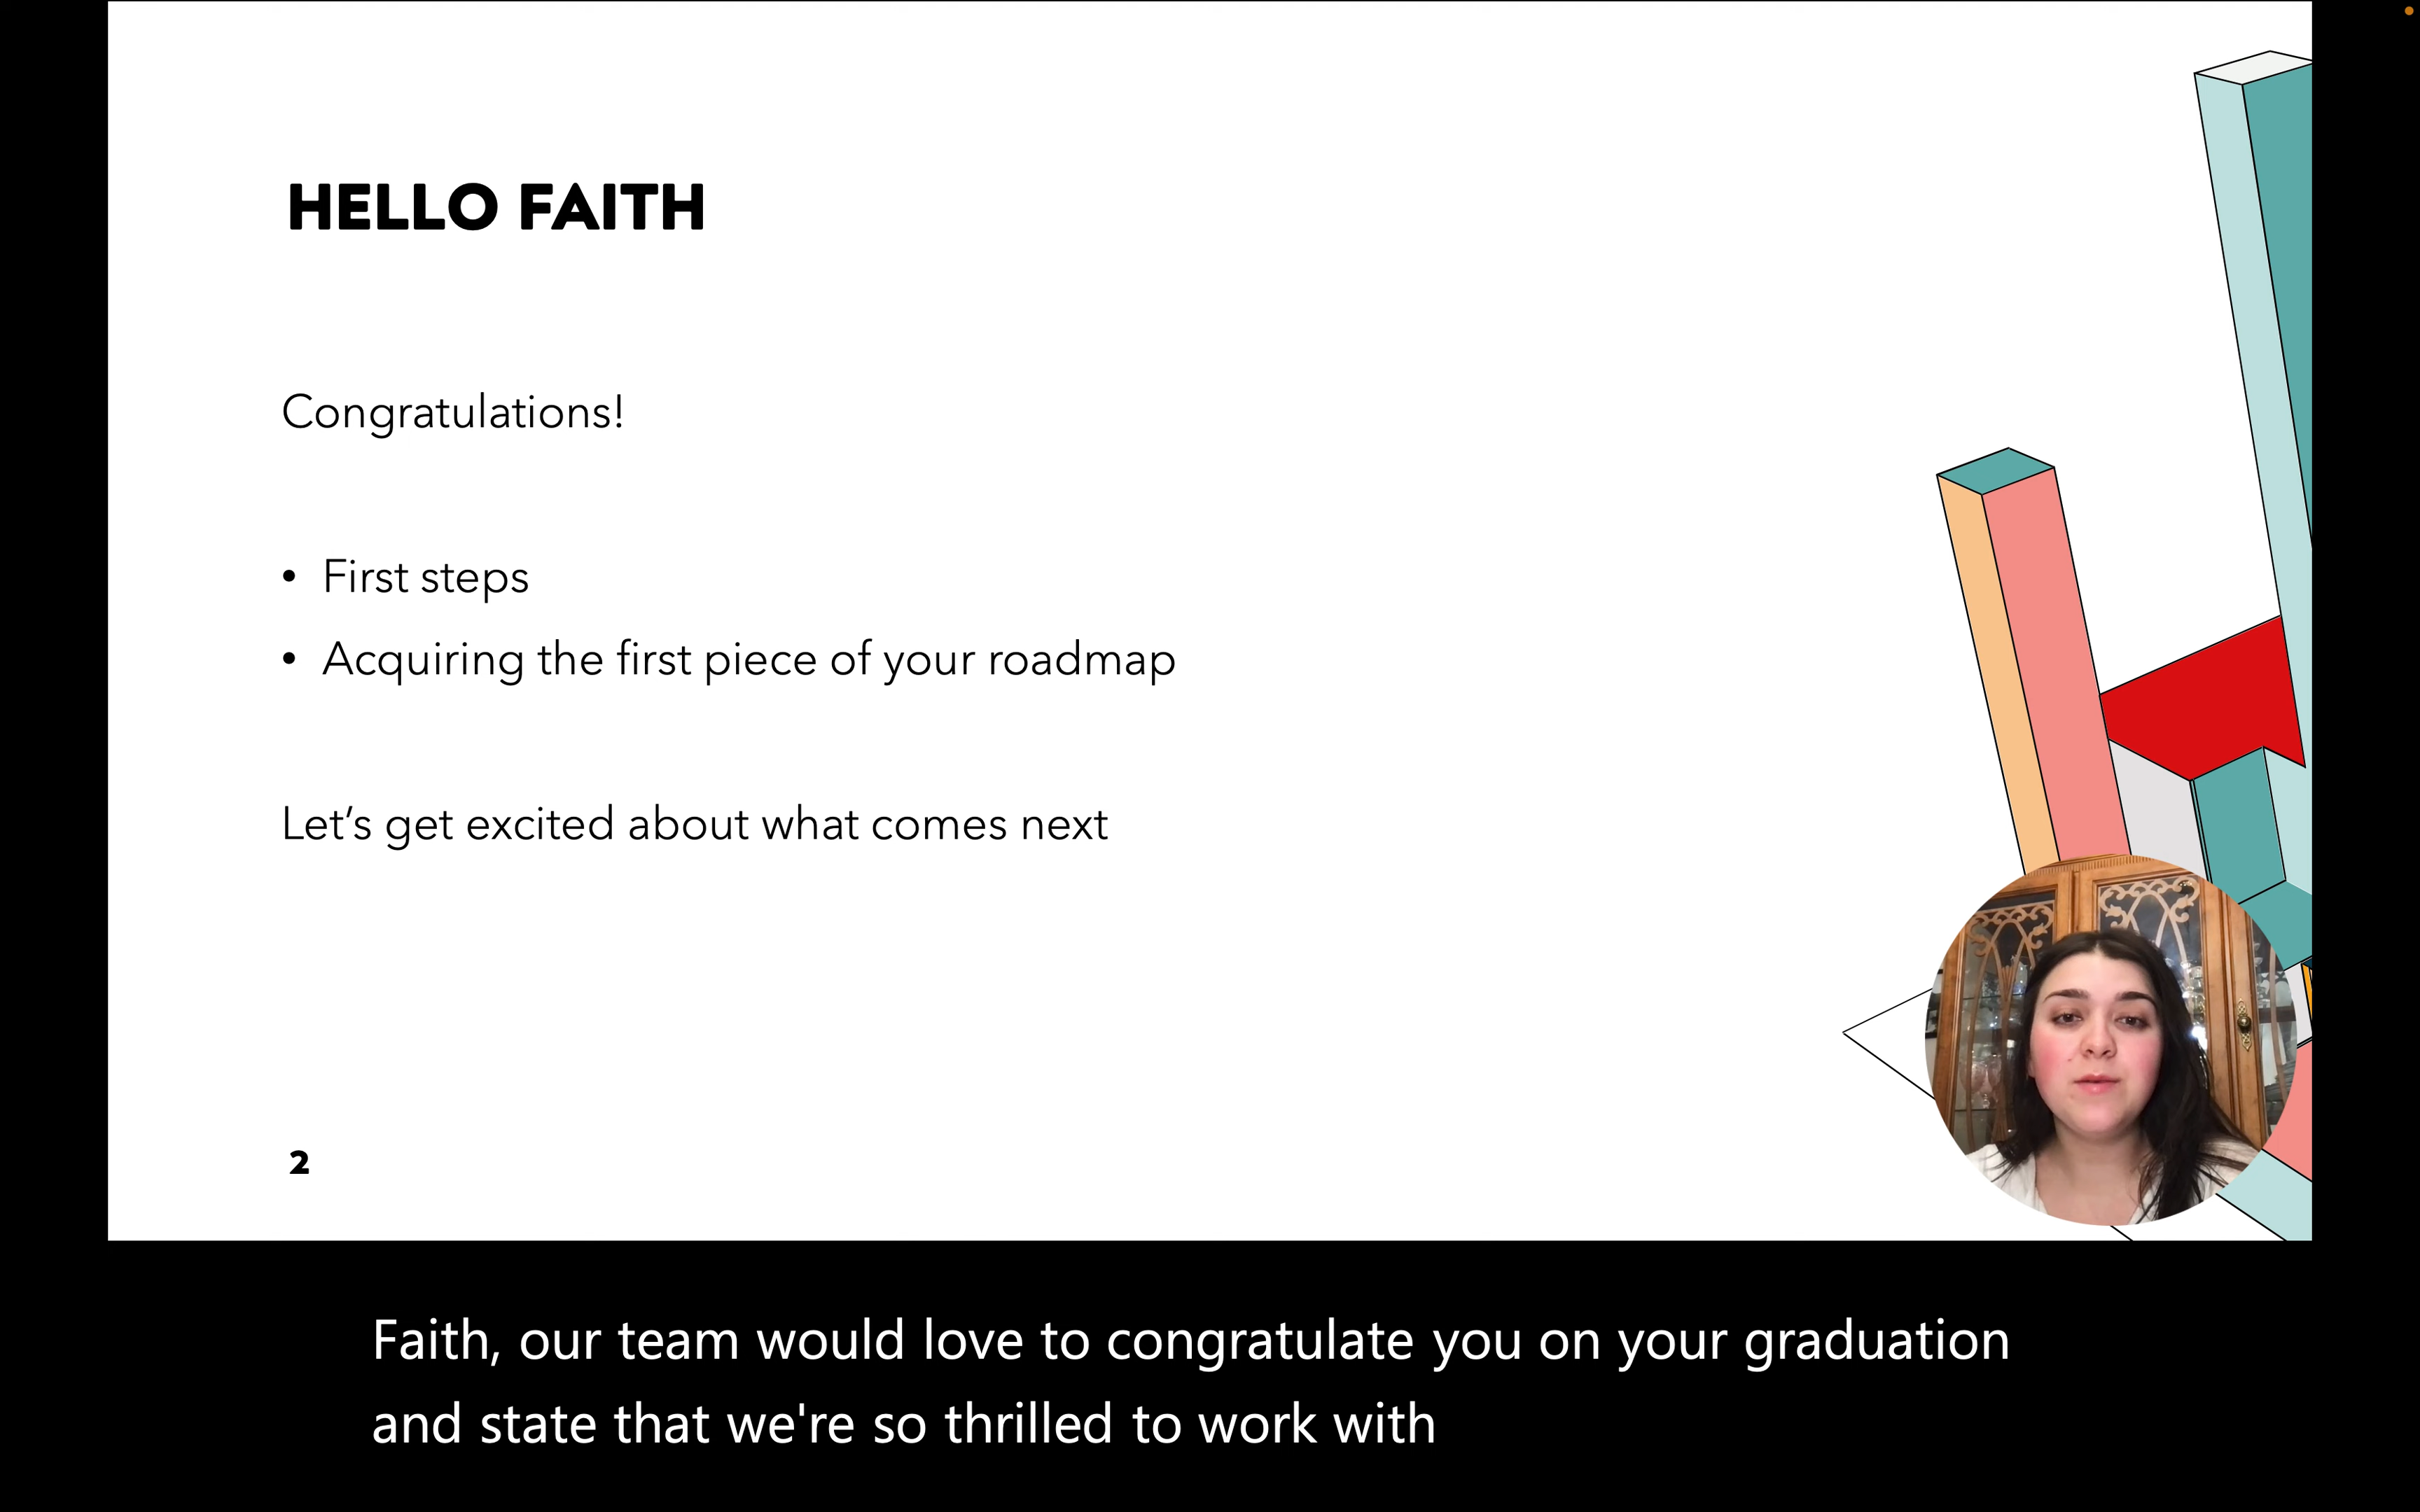 HELLO FAITH
Congratulations!
• First steps
• Acquiring the first piece of your roadmap
Let’s get excited about what comes next
2
Faith, our team would love to congratulate you on your graduation
and state that we're so thrilled to work with